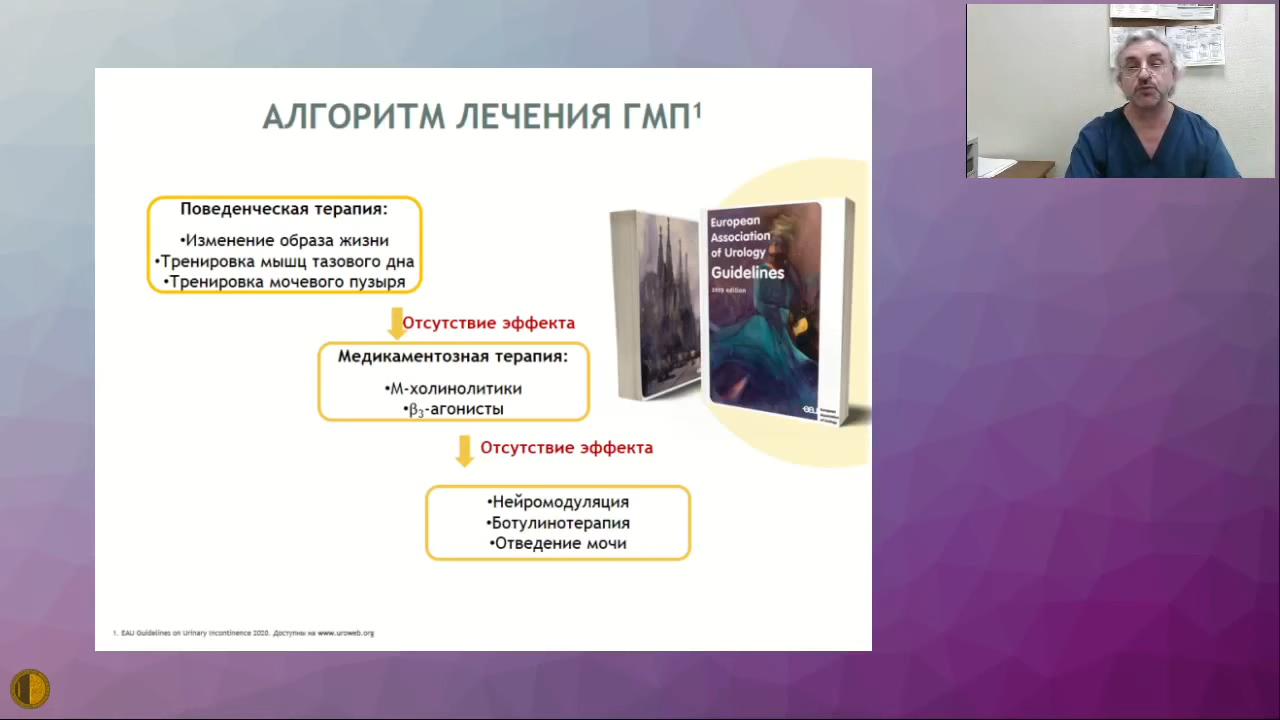 АЛГОРИТМ ЛЕЧЕНИЯ ГМП¹
Поведенческая терапия:
•Изменение образа жизни
•Тренировка мышц тазового дна
•Тренировка мочевого пузыря
Отсутствие эффекта
Медикаментозная терапия:
•М-холинолитики
•β₃-агонисты
Отсутствие эффекта
•Нейромодуляция
•Ботулинотерапия
•Отведение мочи
European
Association
of Urology
Guidelines
2019 edition
1. EAU Guidelines on Urinary Incontinence 2020. Доступны на www.uroweb.org